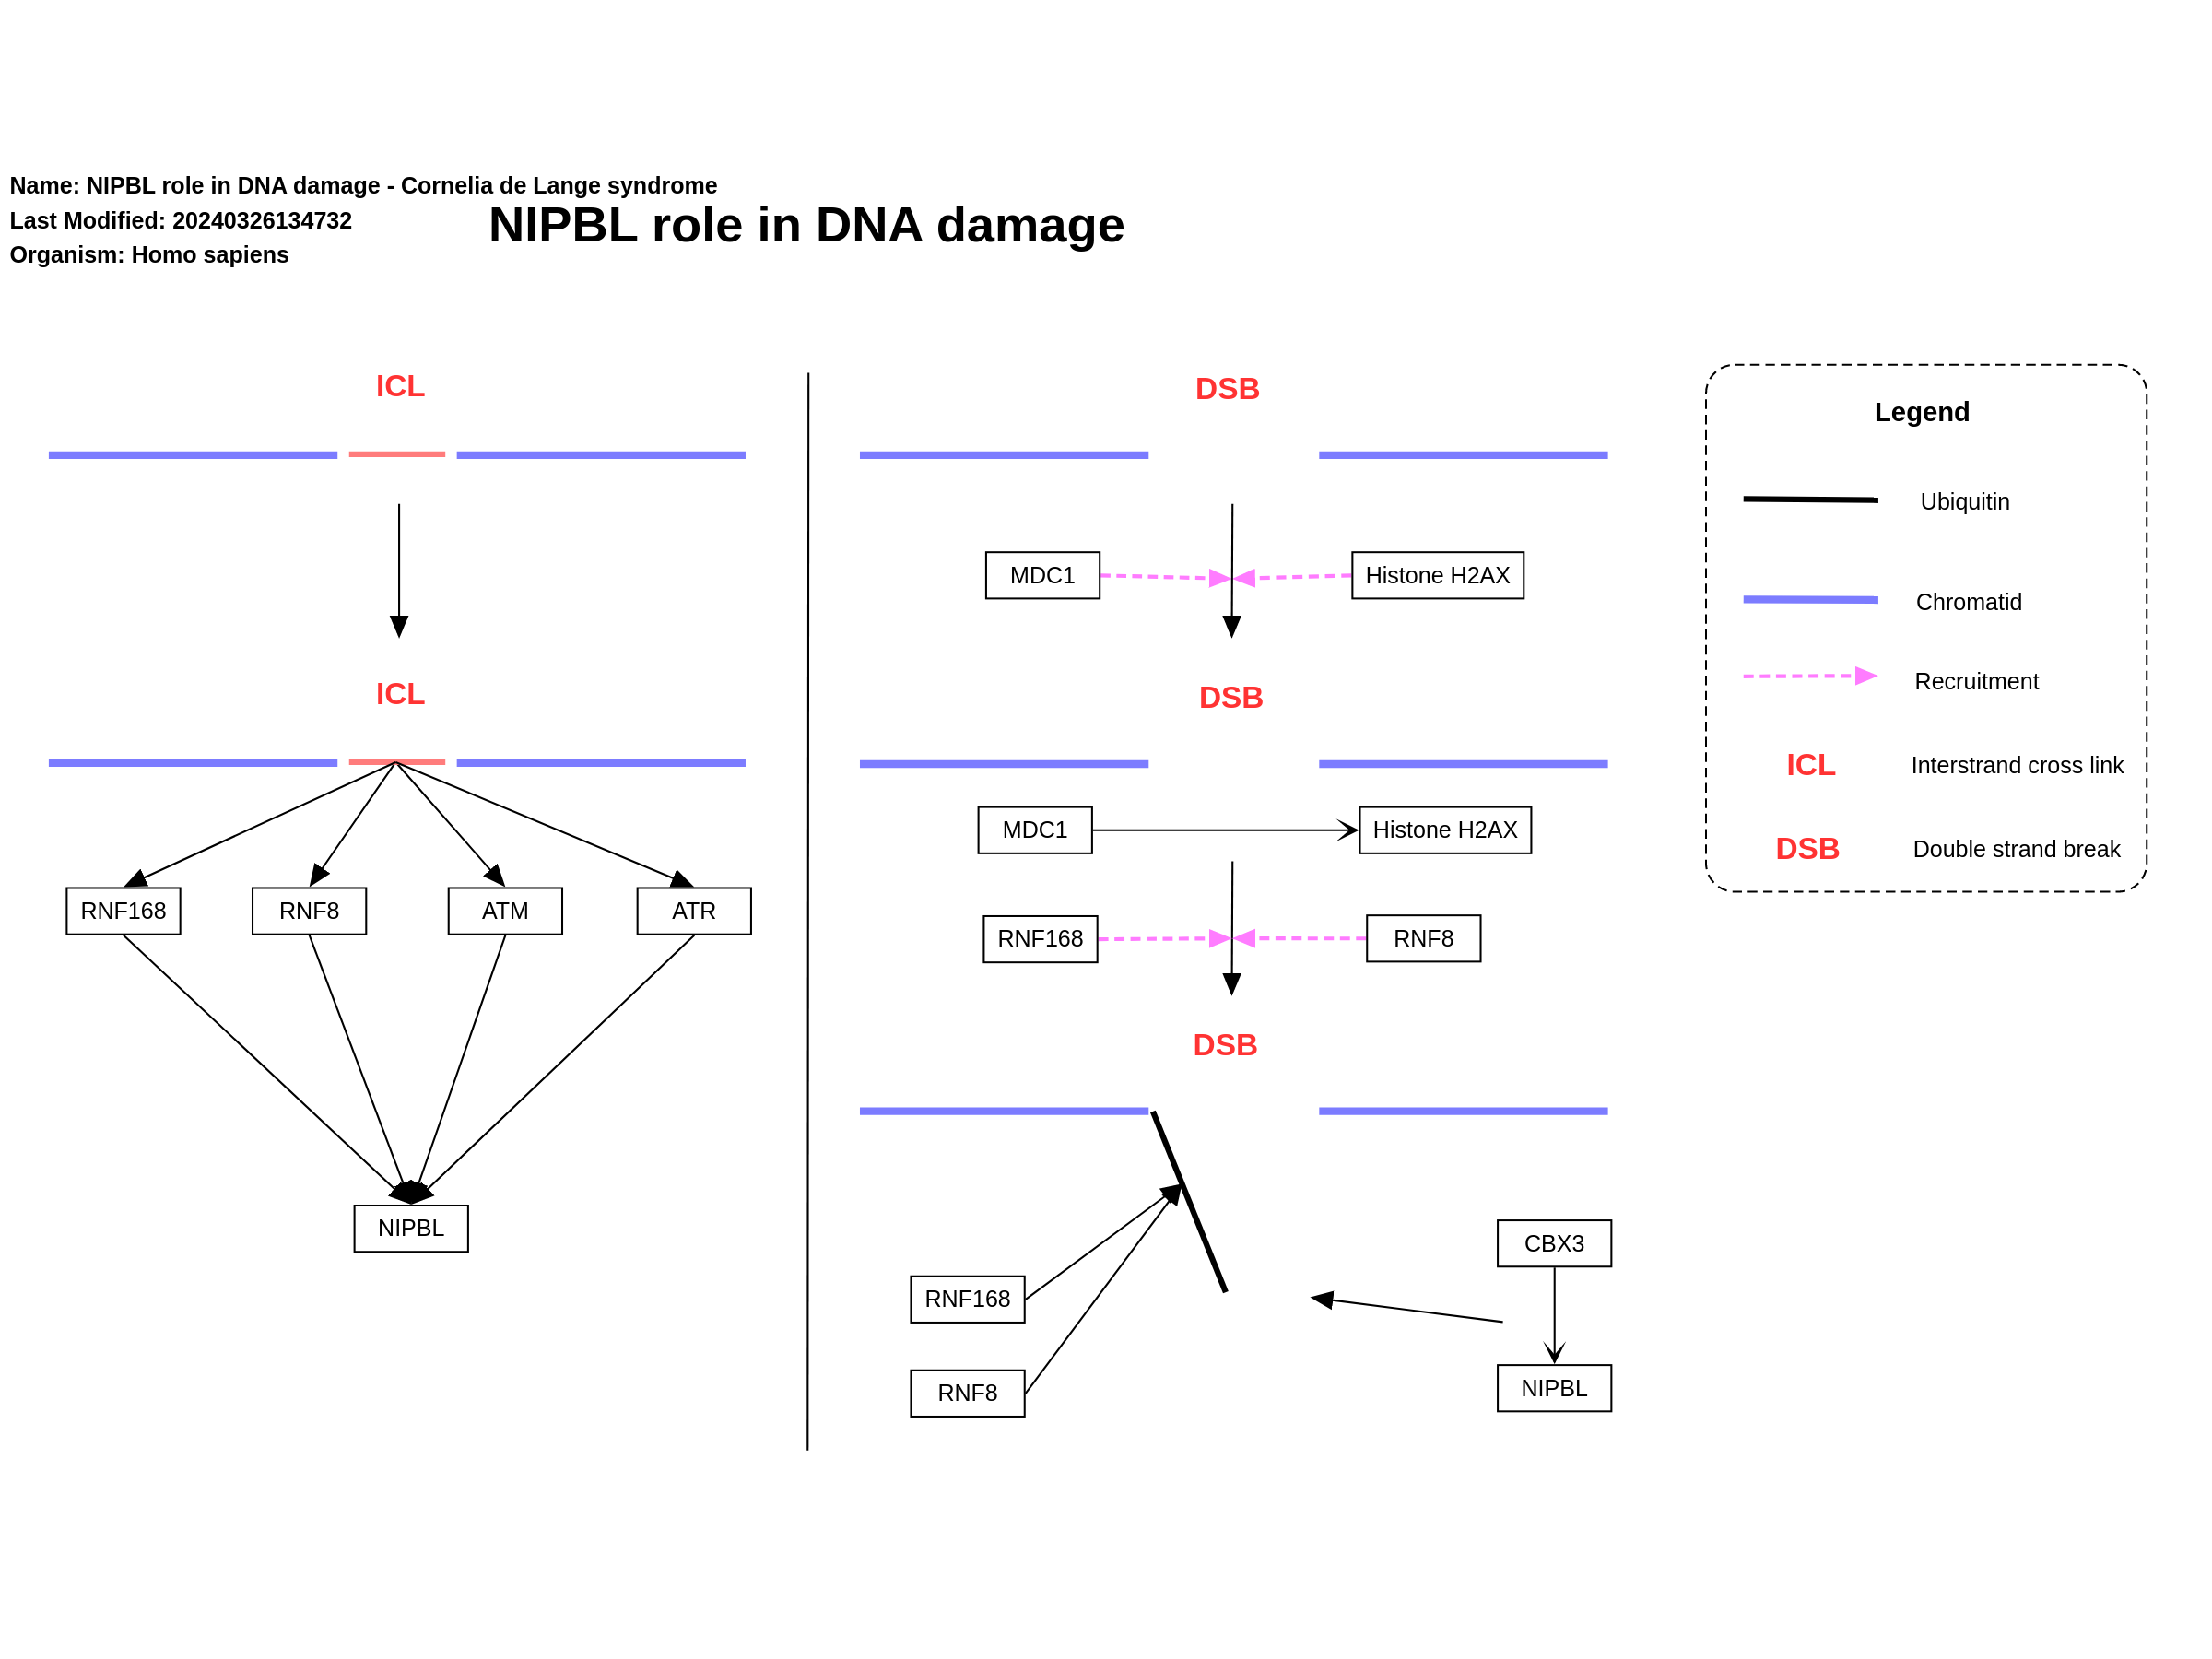 Name: NIPBL role in DNA damage - Cornelia de Lange syndrome
Last Modified: 20240326134732
Organism: Homo sapiens
NIPBL role in DNA damage
ICL
ICL
RNF168
RNF8
ATM
ATR
NIPBL
DSB
MDC1
Histone H2AX
DSB
MDC1
Histone H2AX
RNF168
RNF8
DSB
CBX3
RNF168
NIPBL
RNF8
Legend
Ubiquitin
Chromatid
Recruitment
ICL Interstrand cross link
DSB Double strand break